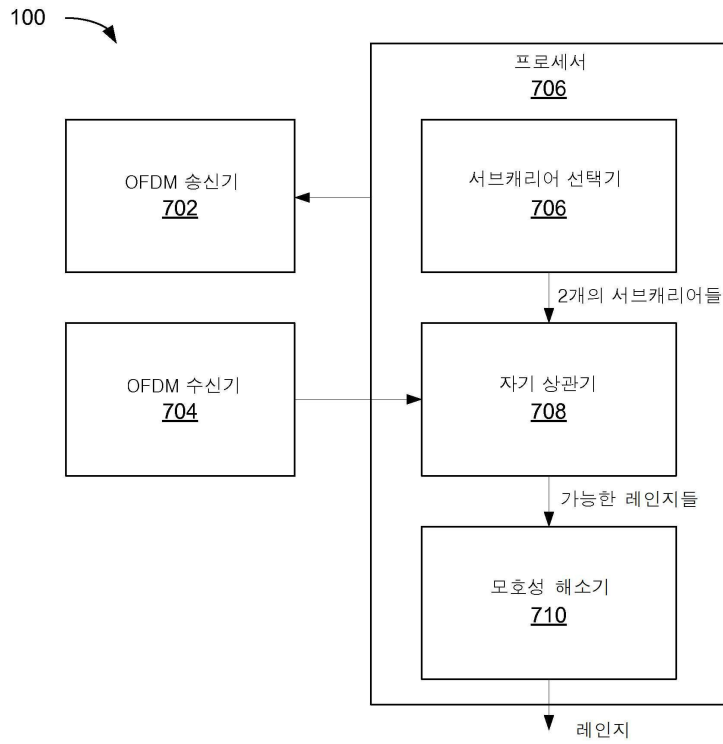 100
프로세서
706
OFDM 송신기
702
서브캐리어 선택기
706
2개의 서브캐리어들
OFDM 수신기
704
자기 상관기
708
가능한 레인지들
모호성 해소기
710
레인지